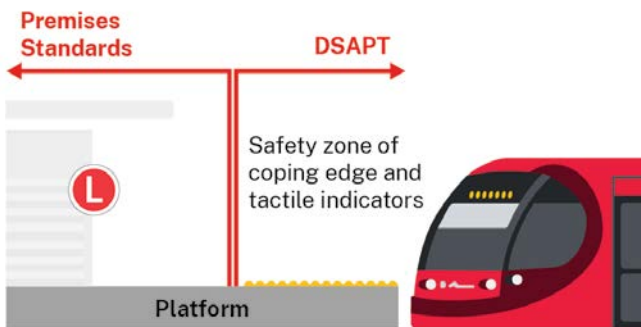 Premises
Standards
DSAPT
Safety zone of
coping edge and
tactile indicators
L
Platform